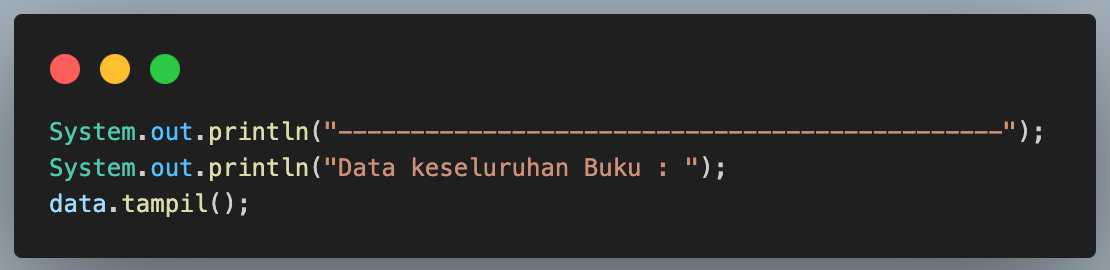 System.out.println("----------------------------------------------");
System.out.println("Data keseluruhan Buku : ");
data.tampil();